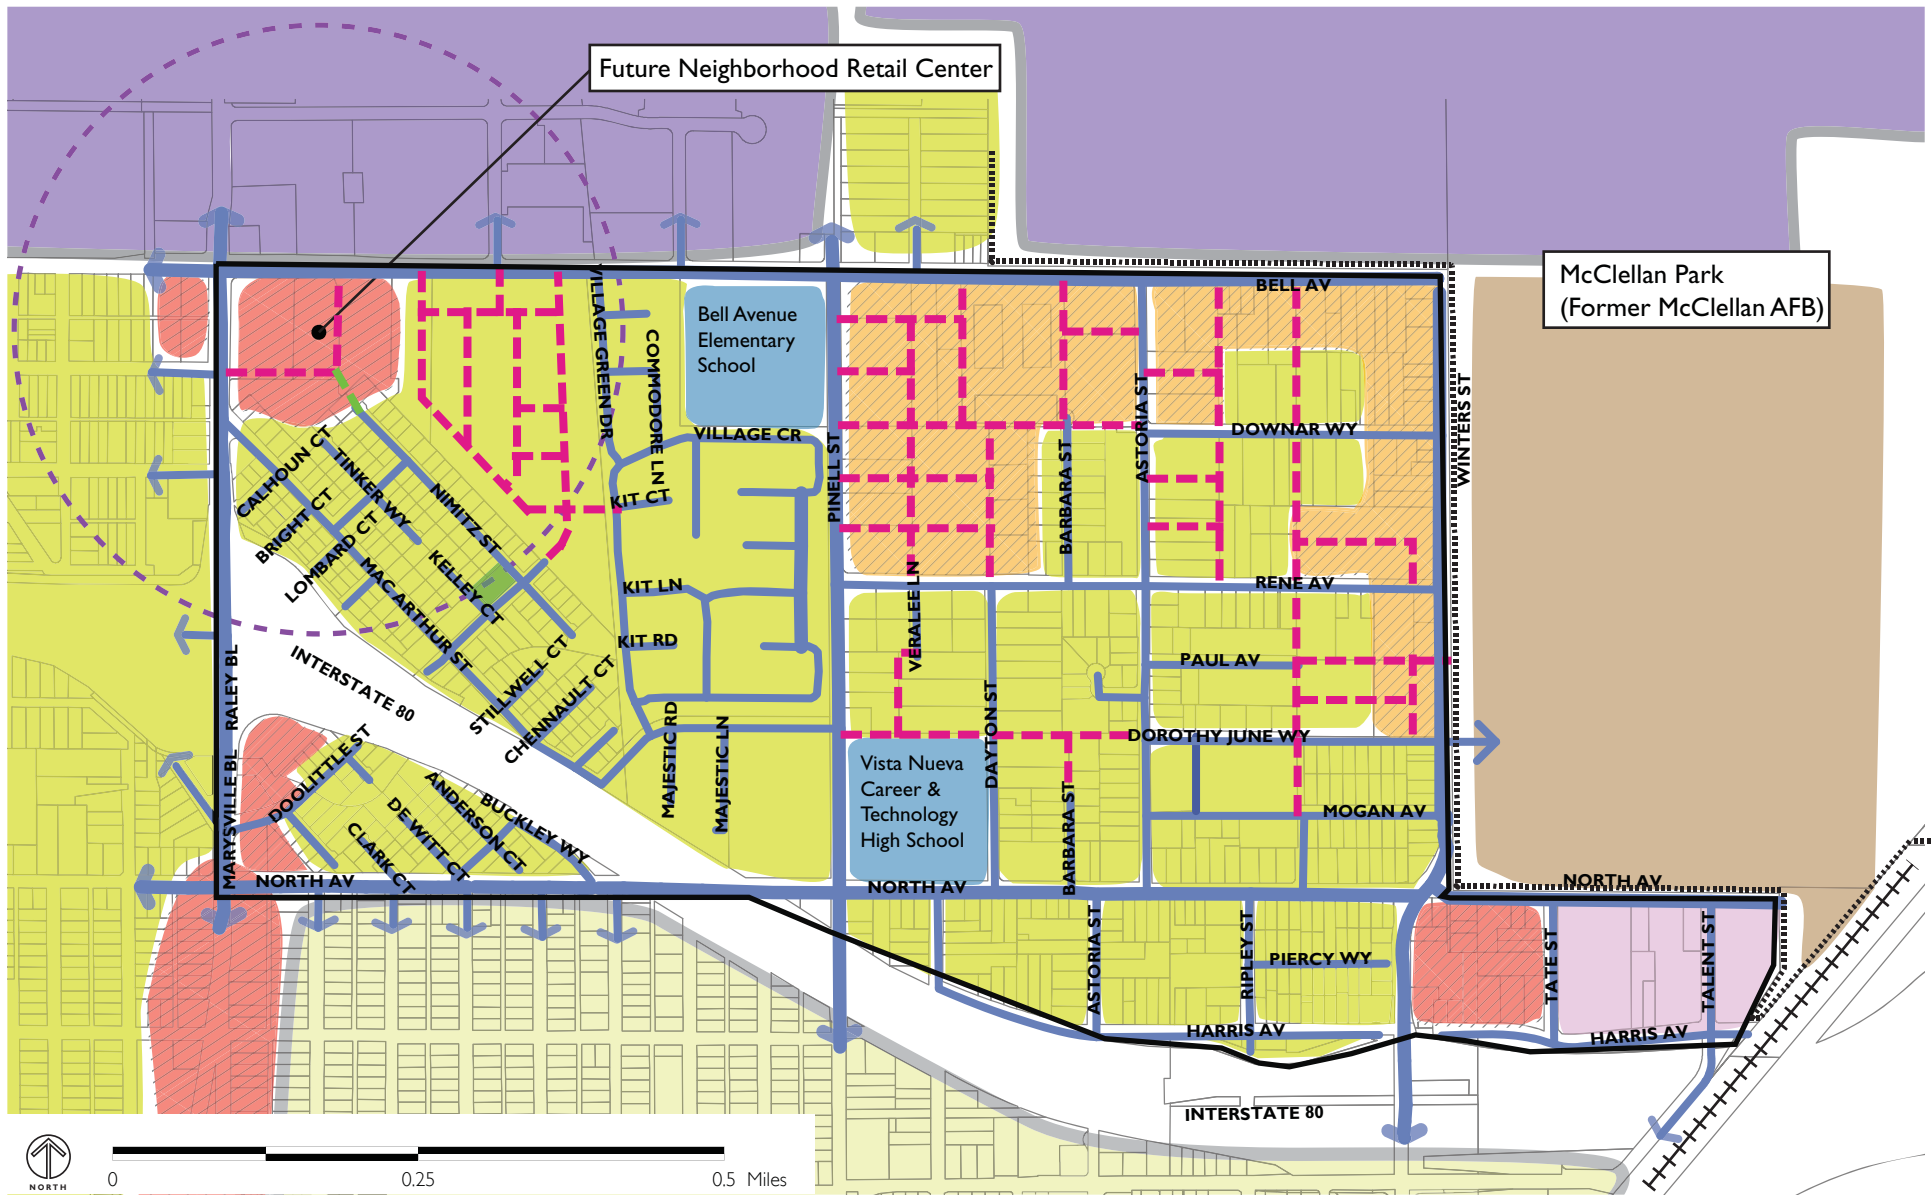 Future Neighborhood Retail Center
McClellan Park
(Former McClellan AFB)
BELL AV
VILLAGE GREEN DR
COMMODORE LN
Bell Avenue
Elementary
School
WINTERS ST
ASTORIA ST
DOWNAR WY
VILLAGE CR
PINELL ST
BARBARA ST
CALHOUN CT
TINKER WY
NIMITZ ST
KIT CT
BRIGHT CT
LOMBARD CT
MAC ARTHUR ST
KELLEY CT
KIT LN
RENE AV
VERALEE LN
KIT RD
PAUL AV
INTERSTATE 80
STILLWELL CT
CHENNAULT CT
RALEY BL
MARYSVILLE BL
MAJESTIC RD
MAJESTIC LN
DAYTON ST
DOROTHY JUNE WY
DOOLITTLE ST
Vista Nueva
Career &
Technology
High School
ANDERSON CT
BUCKLEY WY
DE WITT CT
CLARK CT
BARBARA ST
MOGAN AV
NORTH AV
NORTH AV
NORTH AV
ASTORIA ST
RIPLEY ST
PIERCY WY
TATE ST
TALENT ST
HARRIS AV
HARRIS AV
INTERSTATE 80
NORTH
0
0.25
0.5 Miles